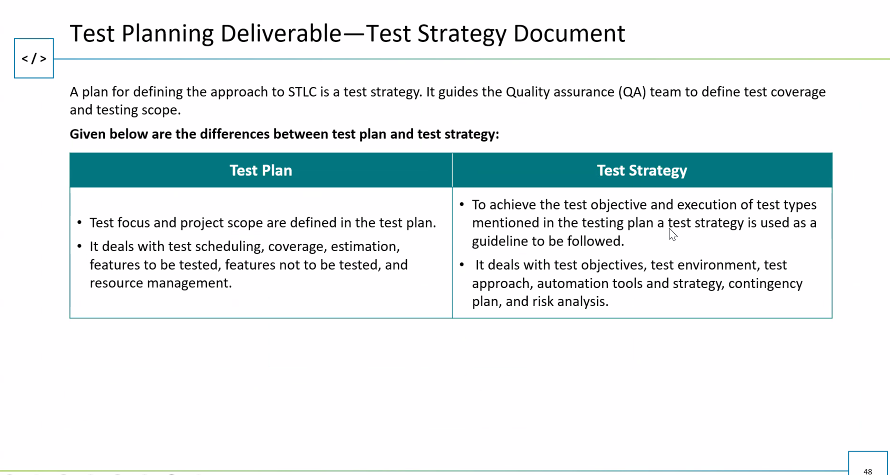 Test Planning Deliverable—Test Strategy Document
</>
A plan for defining the approach to STLC is a test strategy. It guides the Quality assurance (QA) team to define test coverage
and testing scope.
Given below are the differences between test plan and test strategy:
Test Plan
• Test focus and project scope are defined in the test plan.
• It deals with test scheduling, coverage, estimation,
features to be tested, features not to be tested, and
resource management.
Test Strategy
• To achieve the test objective and execution of test types
mentioned in the testing plan a test strategy is used as a
guideline to be followed.
• It deals with test objectives, test environment, test
approach, automation tools and strategy, contingency
plan, and risk analysis.
48